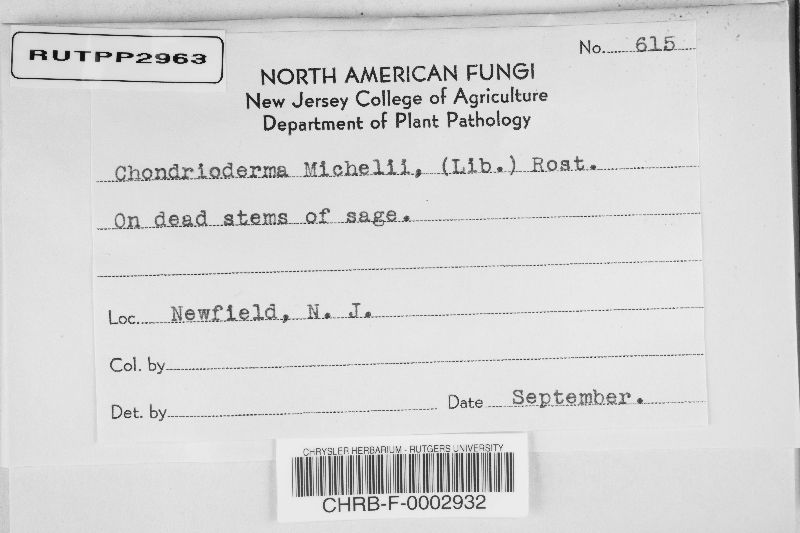 RUTPP2963
No. 615
NORTH AMERICAN FUNGI
New Jersey College of Agriculture
Department of Plant Pathology
Chondrioderma Michelii, (Lib.) Rost.
On dead stems of sage.
Loc. Newfield, N. J.
Col. by
Det. by Date September.
CHRYSLER HERBARIUM - RUTGERS UNIVERSITY
CHRB-F-0002932